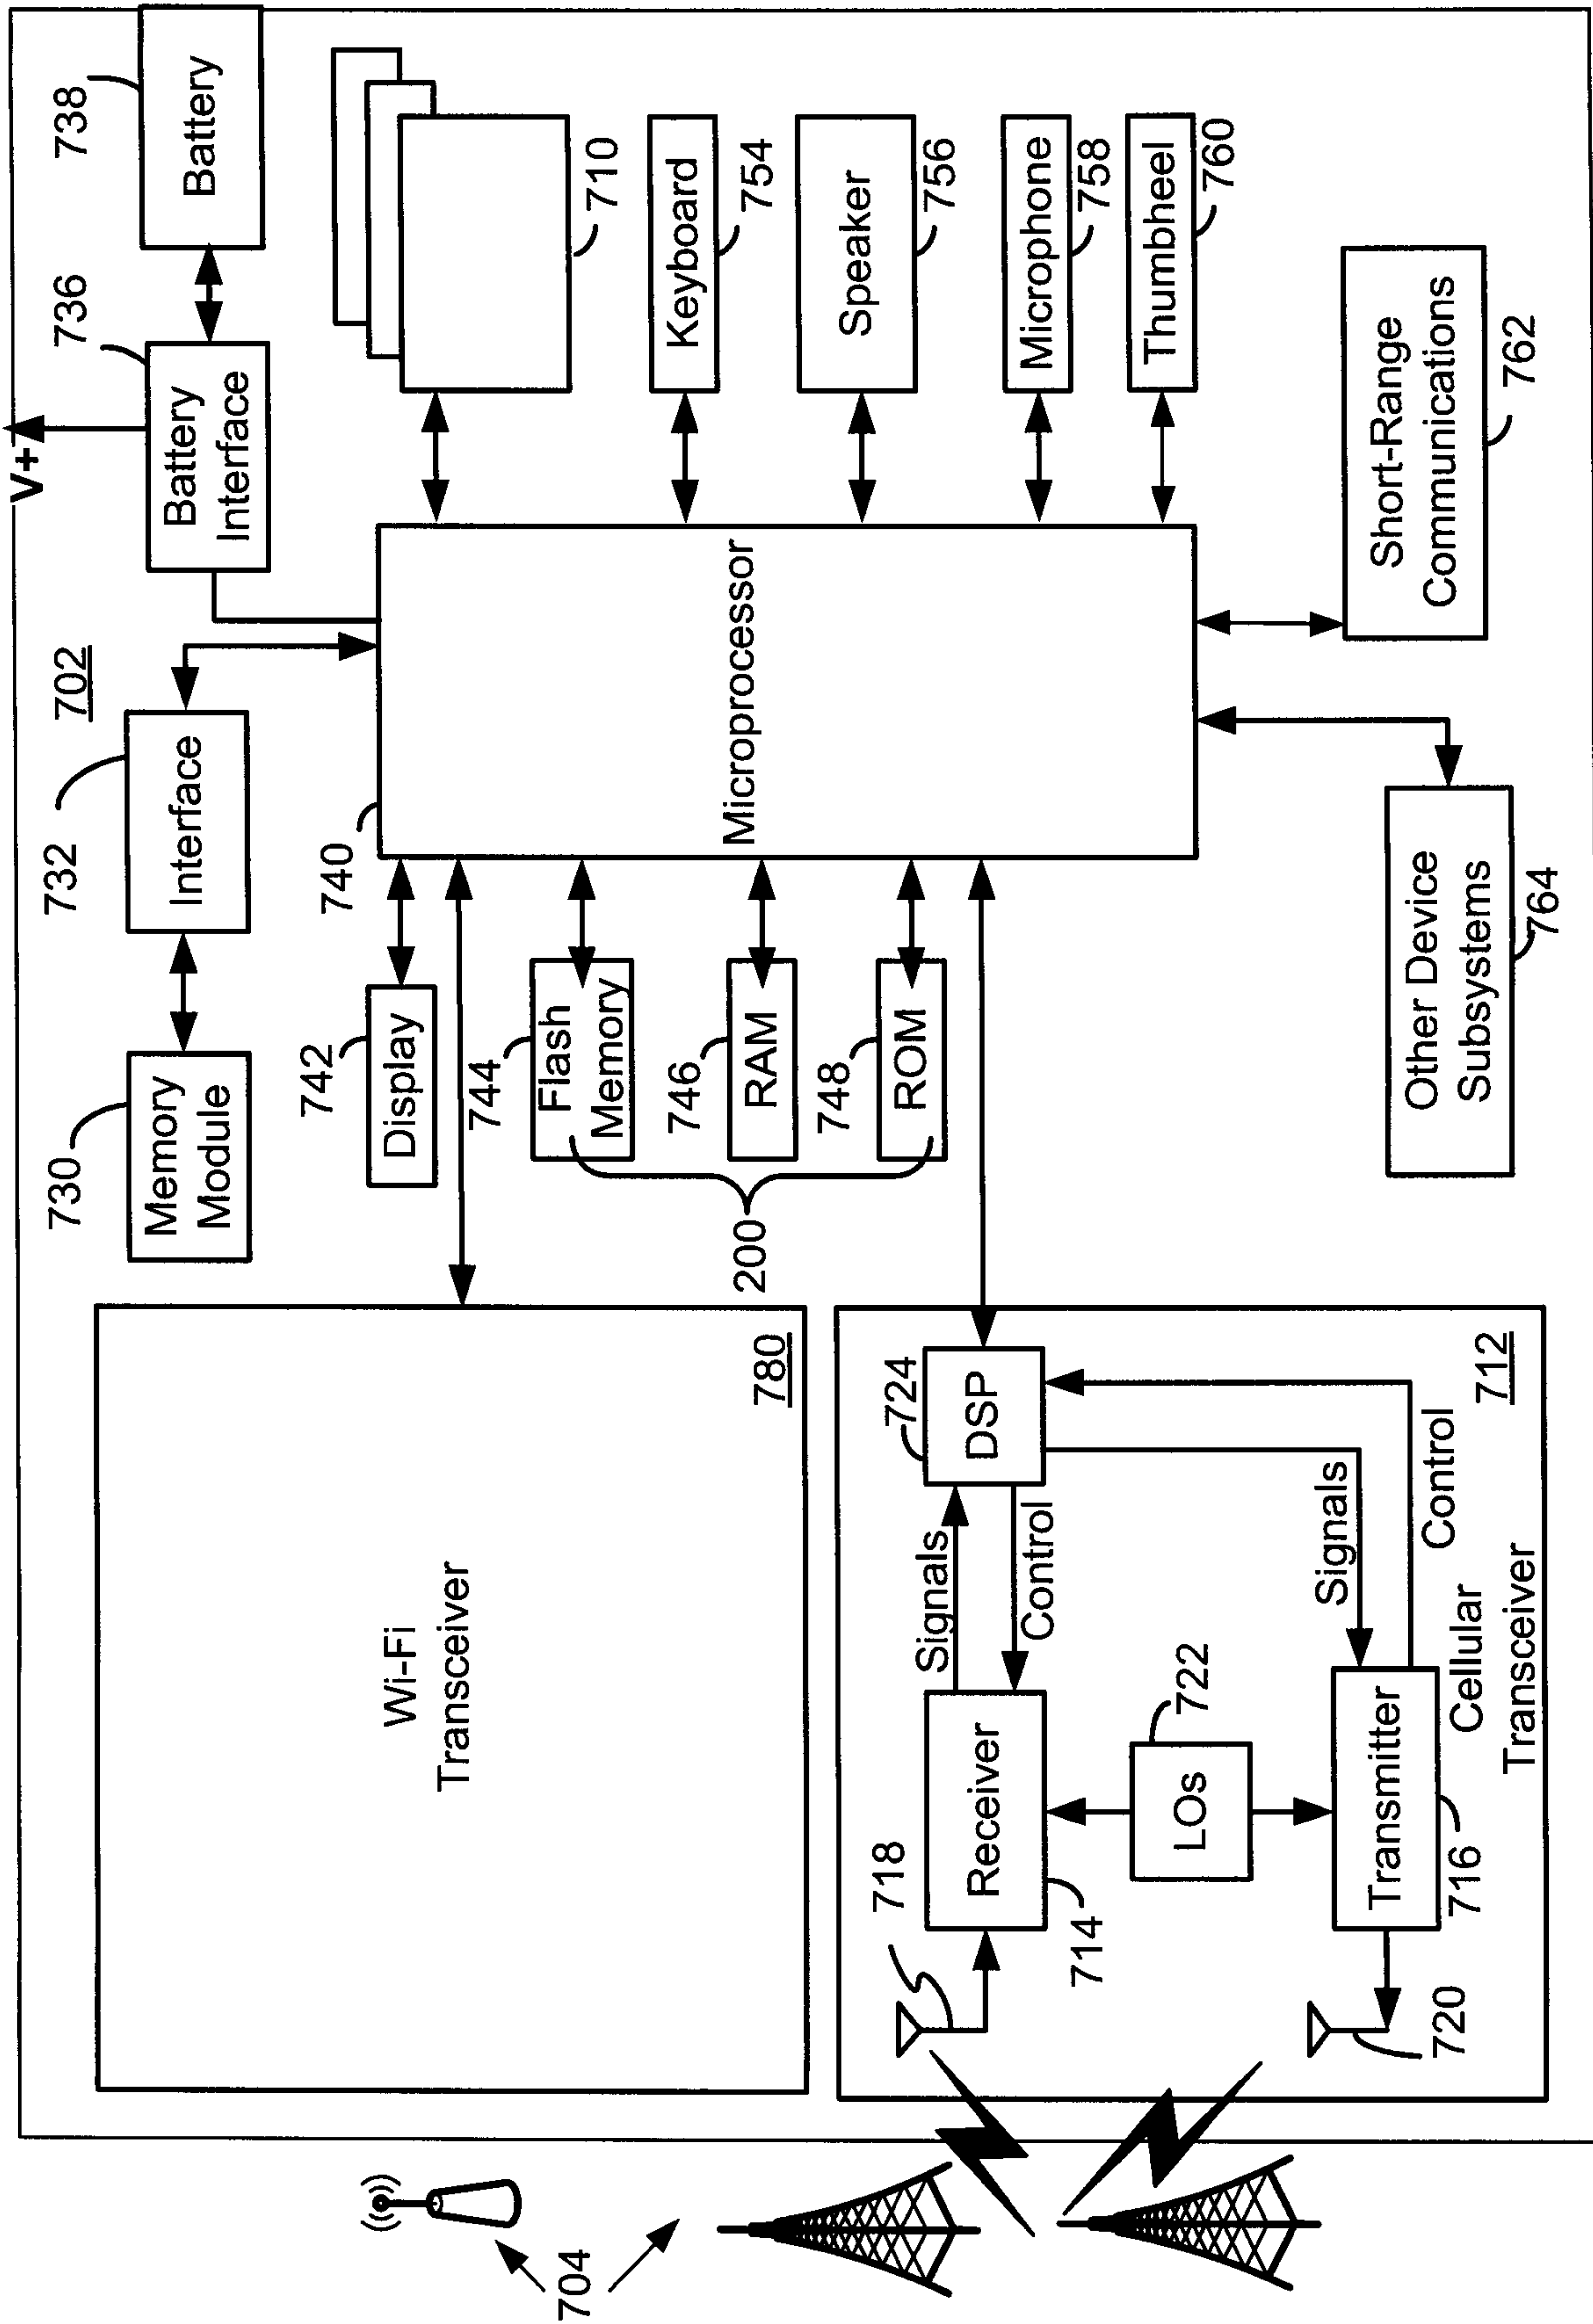 V+
730
732
702
736
738
Memory
Module
Interface
Battery
Interface
Battery
742
740
Display
Wi-Fi
Transceiver
780
744
Flash
Memory
746
RAM
748
ROM
200
Microprocessor
710
Keyboard
754
Speaker
756
Microphone
758
Thumbheel
760
704
718
Receiver
714
Signals
Control
724
DSP
LOs
722
Transmitter
716
720
Signals
Control
Cellular
Transceiver
712
Other Device
Subsystems
764
Short-Range
Communications
762